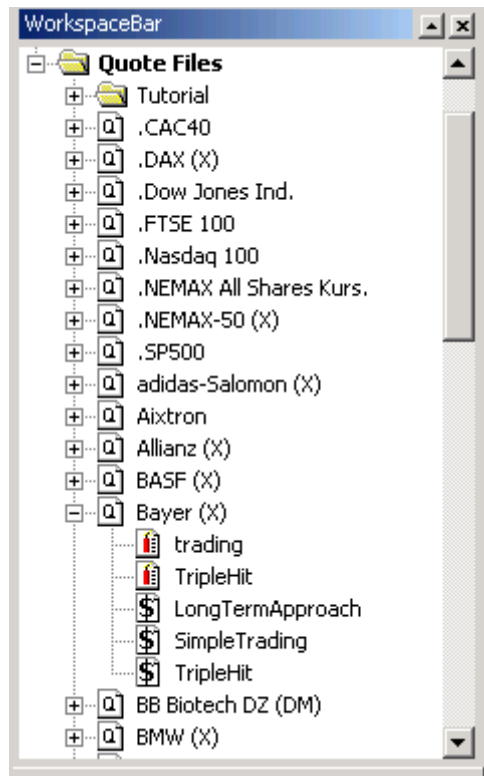 WorkspaceBar
Quote Files
Tutorial
.CAC40
.DAX (X)
.Dow Jones Ind.
.FTSE 100
.Nasdaq 100
.NEMAX All Shares Kurs.
.NEMAX-50 (X)
.SP500
adidas-Salomon (X)
Aixtron
Allianz (X)
BASF (X)
Bayer (X)
trading
TripleHit
LongTermApproach
SimpleTrading
TripleHit
BB Biotech DZ (DM)
BMW (X)